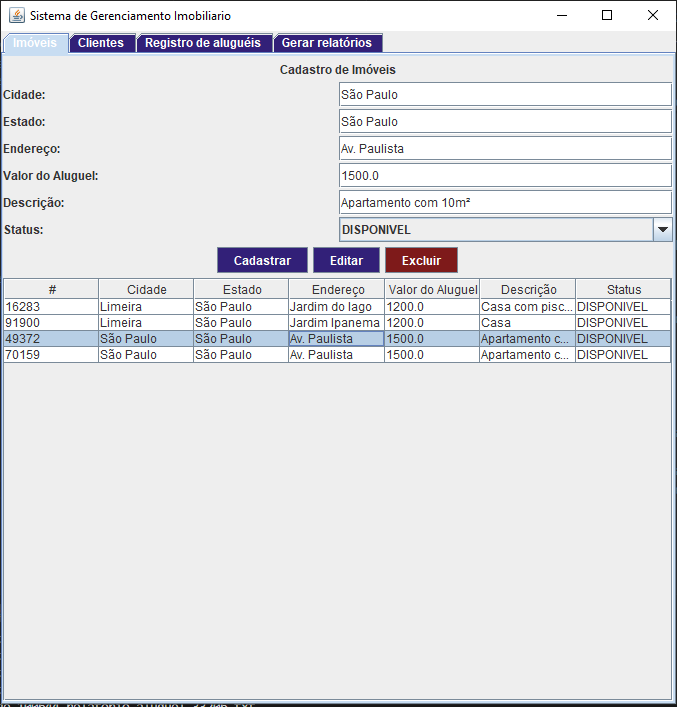 Sistema de Gerenciamento Imobiliario
Imóveis Clientes Registro de aluguéis Gerar relatórios
Cadastro de Imóveis
Cidade: São Paulo
Estado: São Paulo
Endereço: Av. Paulista
Valor do Aluguel: 1500.0
Descrição: Apartamento com 10m²
Status: DISPONIVEL
Cadastrar Editar Excluir
# Cidade Estado Endereço Valor do Aluguel Descrição Status
16283 Limeira São Paulo Jardim do lago 1200.0 Casa com pisc... DISPONIVEL
91900 Limeira São Paulo Jardim Ipanema 1200.0 Casa DISPONIVEL
49372 São Paulo São Paulo Av. Paulista 1500.0 Apartamento c... DISPONIVEL
70159 São Paulo São Paulo Av. Paulista 1500.0 Apartamento c... DISPONIVEL